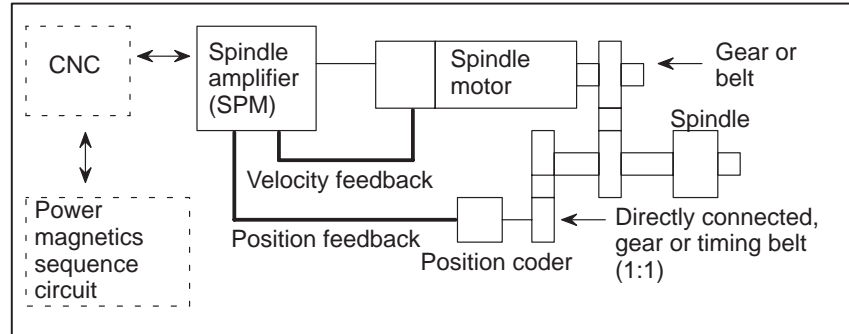 CNC
Spindle
amplifier
(SPM)
Spindle
motor
Gear or
belt
Spindle
Velocity feedback
Power
magnetics
sequence
circuit
Position feedback
Position coder
Directly connected,
gear or timing belt
(1:1)